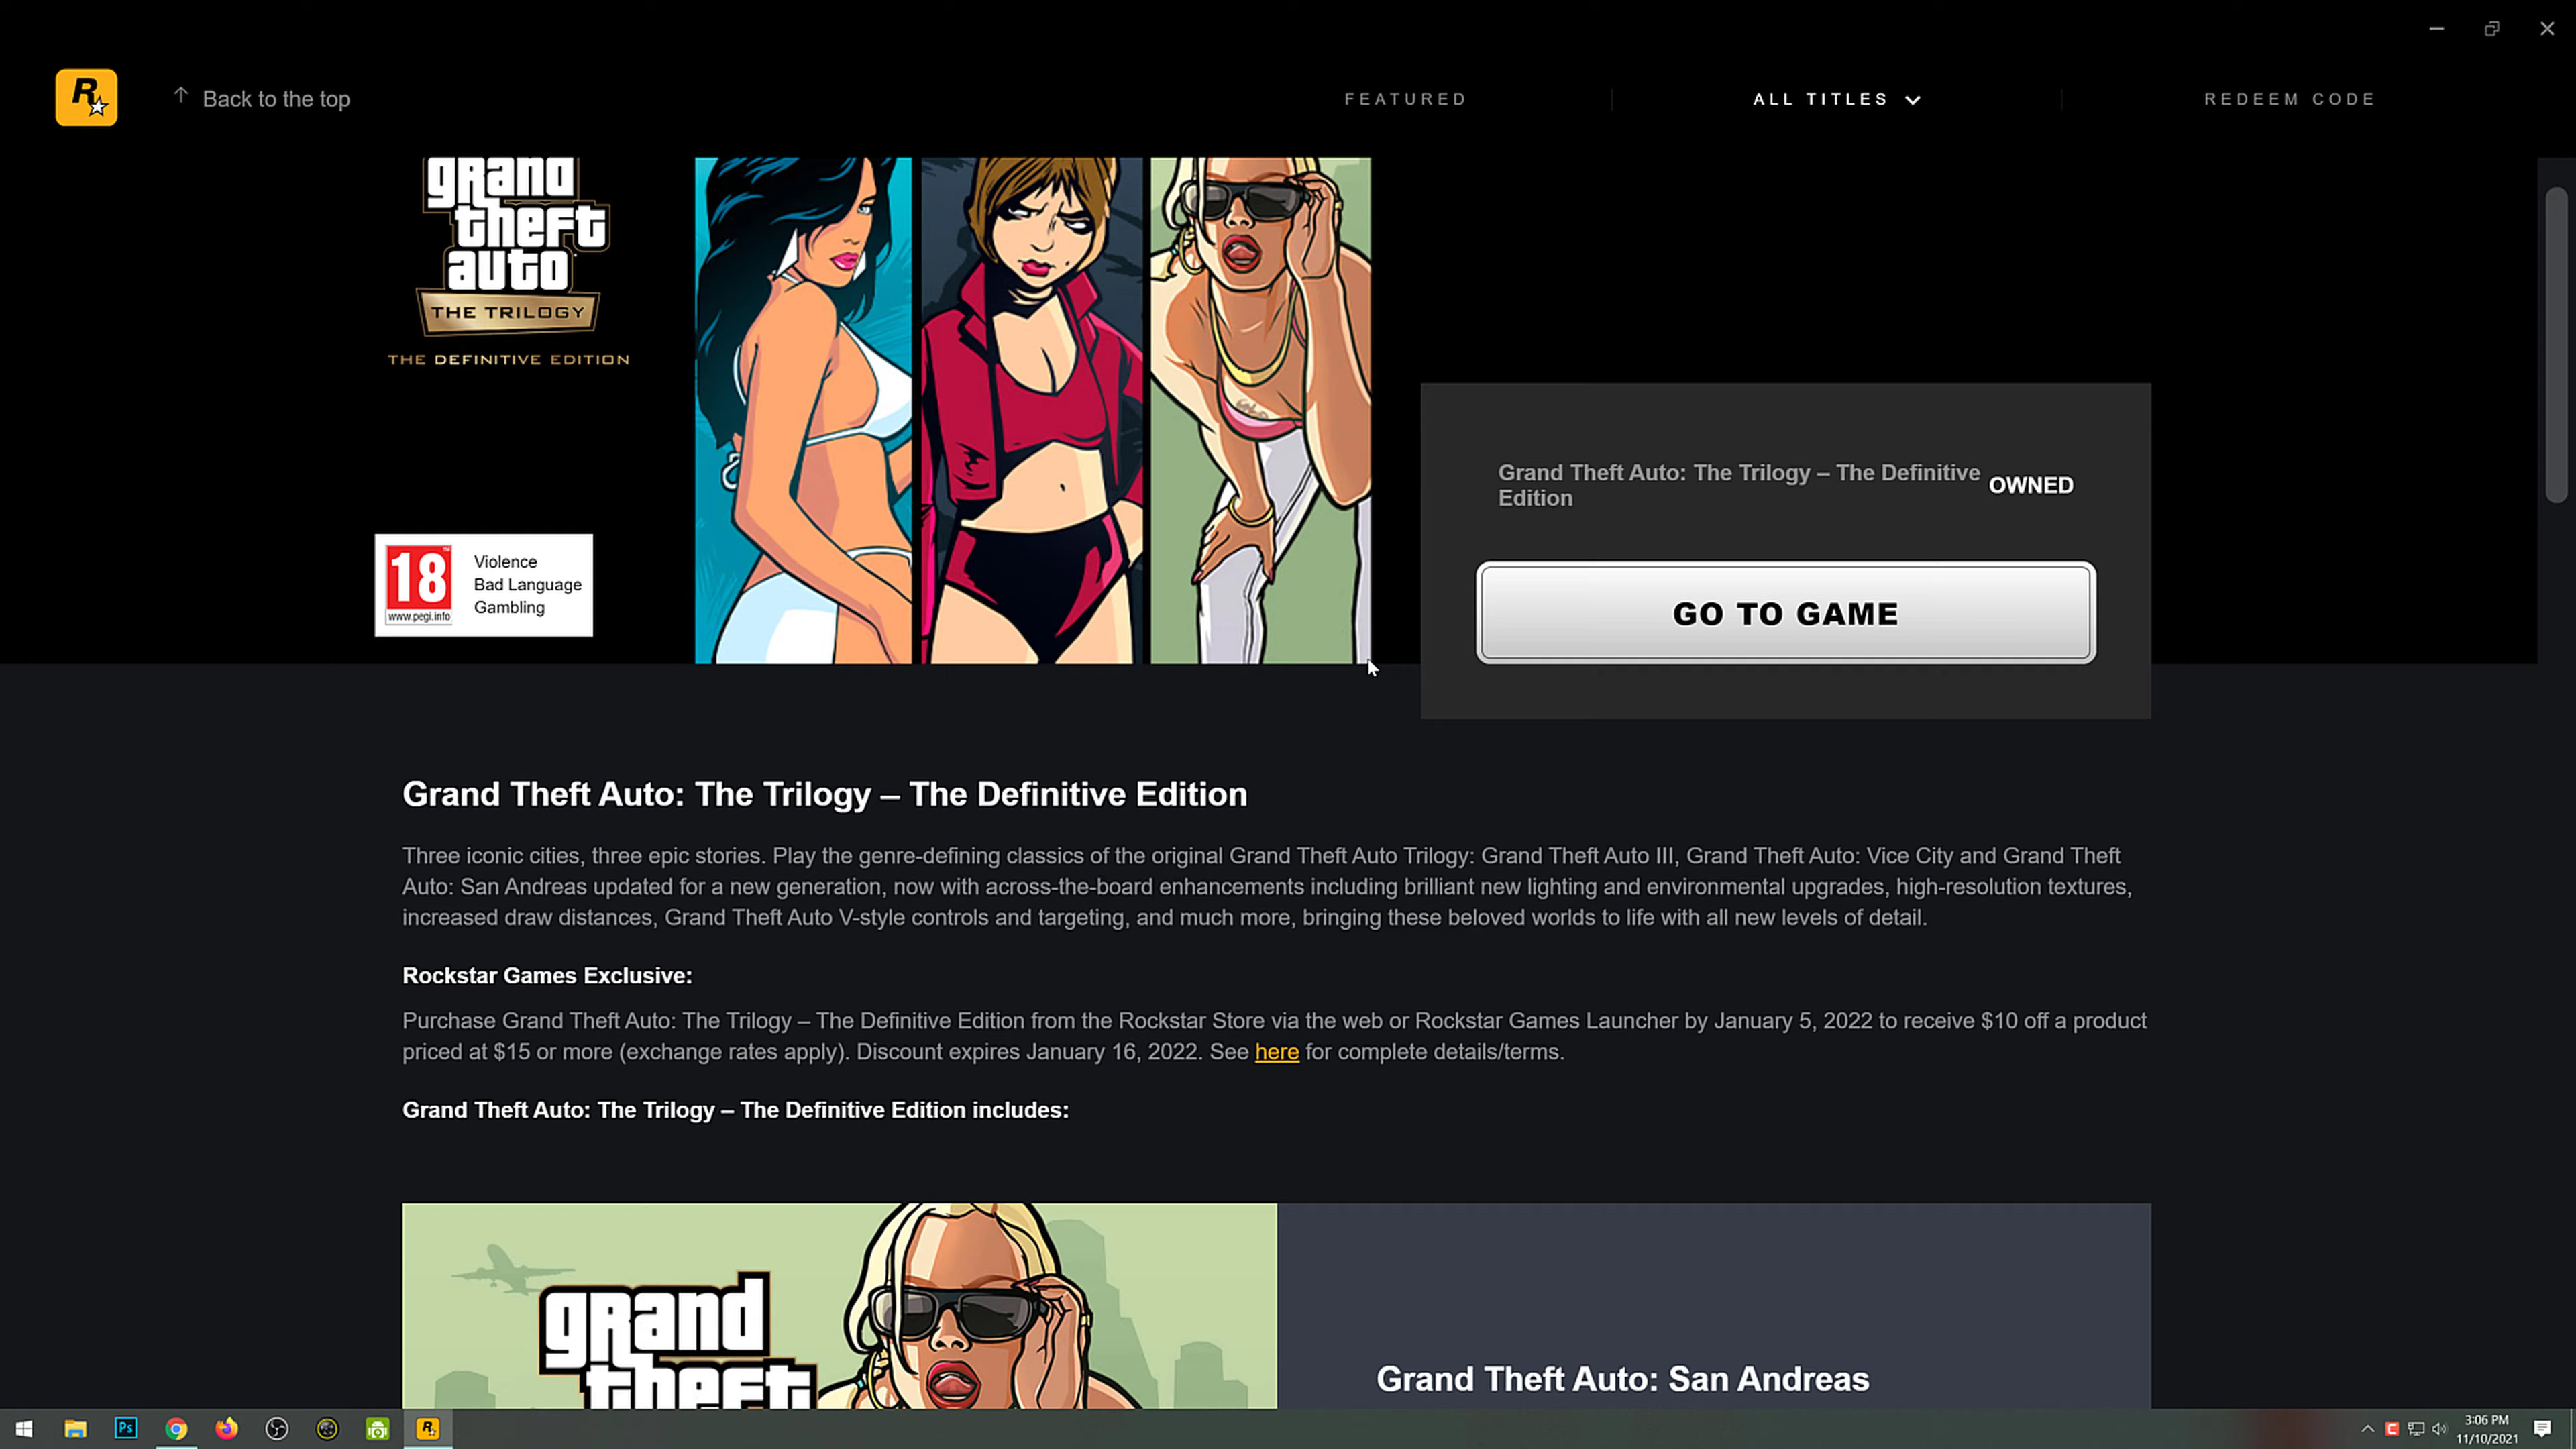 Back to the top
FEATURED
ALL TITLES
REDEEM CODE
grand
theft
auto
THE TRILOGY
THE DEFINITIVE EDITION
18
www.pegi.info
Violence
Bad Language
Gambling
Grand Theft Auto: The Trilogy – The Definitive
Edition
OWNED
GO TO GAME
Grand Theft Auto: The Trilogy – The Definitive Edition
Three iconic cities, three epic stories. Play the genre-defining classics of the original Grand Theft Auto Trilogy: Grand Theft Auto III, Grand Theft Auto: Vice City and Grand Theft
Auto: San Andreas updated for a new generation, now with across-the-board enhancements including brilliant new lighting and environmental upgrades, high-resolution textures,
increased draw distances, Grand Theft Auto V-style controls and targeting, and much more, bringing these beloved worlds to life with all new levels of detail.
Rockstar Games Exclusive:
Purchase Grand Theft Auto: The Trilogy – The Definitive Edition from the Rockstar Store via the web or Rockstar Games Launcher by January 5, 2022 to receive $10 off a product
priced at $15 or more (exchange rates apply). Discount expires January 16, 2022. See here for complete details/terms.
Grand Theft Auto: The Trilogy – The Definitive Edition includes:
grand
theft
Grand Theft Auto: San Andreas
Ps
3:06 PM
11/10/2021